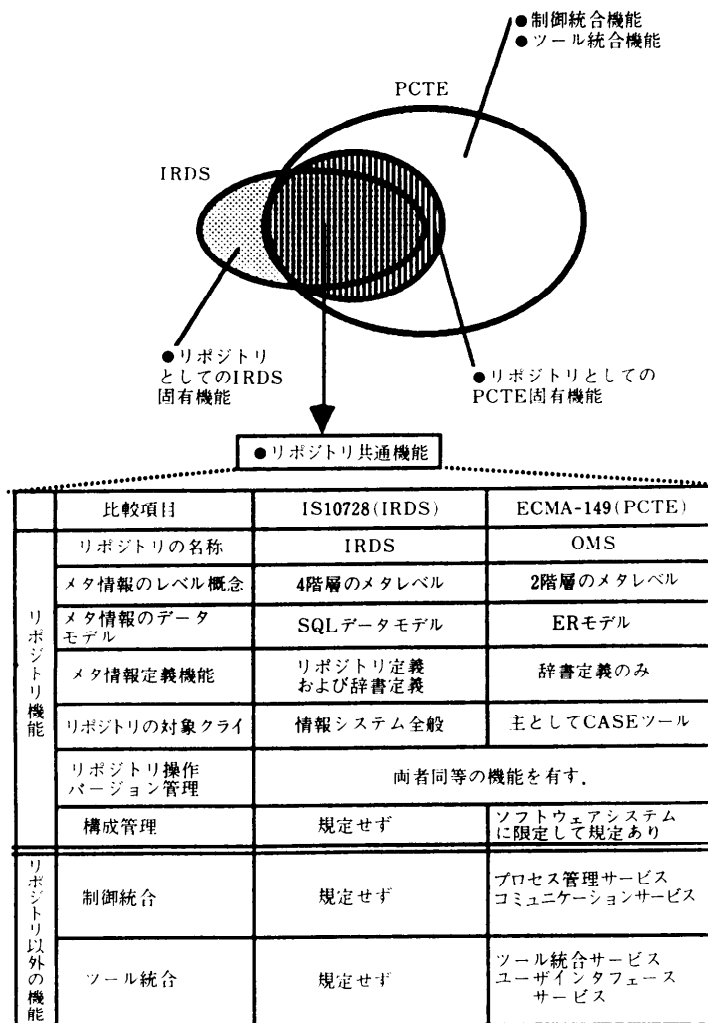 ●制御統合機能
●ツール統合機能
PCTE
IRDS
●リポジトリ
としてのIRDS
固有機能
●リポジトリとしての
PCTE固有機能
●リポジトリ共通機能
比較項目
IS10728(IRDS)
ECMA-149(PCTE)
リポジトリ機能
リポジトリの名称
IRDS
OMS
メタ情報のレベル概念
4階層のメタレベル
2階層のメタレベル
メタ情報のデータ
モデル
SQLデータモデル
ERモデル
メタ情報定義機能
リポジトリ定義
および辞書定義
辞書定義のみ
リポジトリの対象クライ
情報システム全般
主としてCASEツール
リポジトリ操作
バージョン管理
両者同等の機能を有す.
構成管理
規定せず
ソフトウェアシステム
に限定して規定あり
リポジトリ以外の機能
制御統合
規定せず
プロセス管理サービス
コミュニケーションサービス
ツール統合
規定せず
ツール統合サービス
ユーザインタフェース
サービス